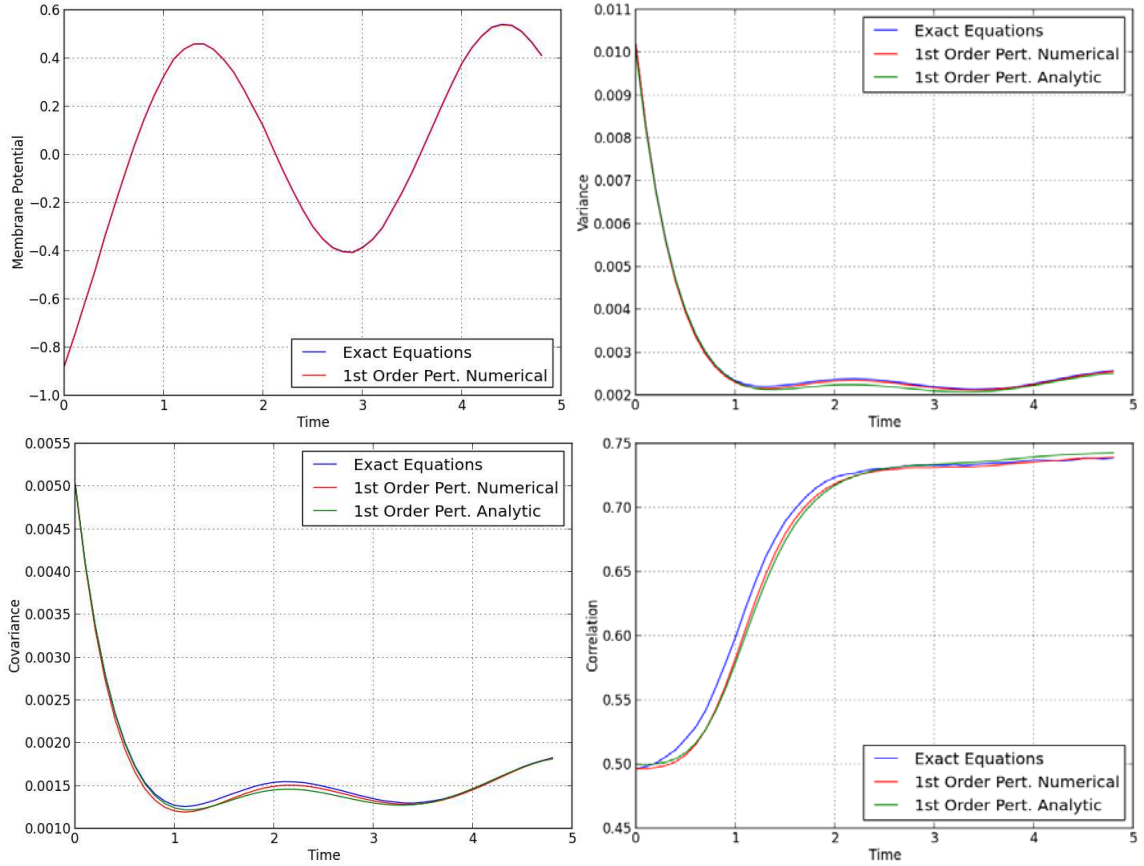 0.6
0.4
0.2
0.0
−0.2
−0.4
−0.6
−0.8
−1.0
Membrane Potential
Exact Equations
1st Order Pert. Numerical
0 1 2 3 4 5
Time
0.011
0.010
0.009
0.008
0.007
0.006
0.005
0.004
0.003
0.002
Variance
Exact Equations
1st Order Pert. Numerical
1st Order Pert. Analytic
0 1 2 3 4 5
Time
0.0055
0.0050
0.0045
0.0040
0.0035
0.0030
0.0025
0.0020
0.0015
0.0010
Covariance
Exact Equations
1st Order Pert. Numerical
1st Order Pert. Analytic
0 1 2 3 4 5
Time
0.75
0.70
0.65
0.60
0.55
0.50
0.45
Correlation
Exact Equations
1st Order Pert. Numerical
1st Order Pert. Analytic
0 1 2 3 4 5
Time